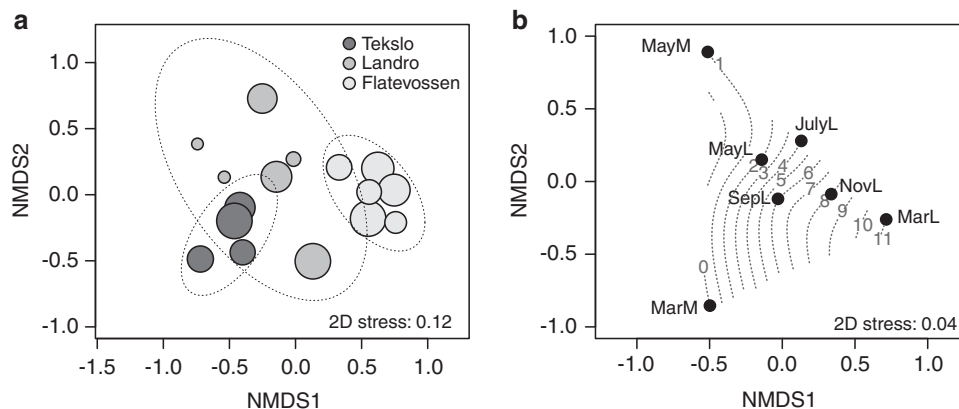 a
NMDS2
1.0
0.5
0.0
-0.5
-1.0
-1.5
-1.0
-0.5
0.0
0.5
1.0
NMDS1
Tekslo
Landro
Flatevossen
2D stress: 0.12
b
NMDS2
1.0
0.5
0.0
-0.5
-1.0
-1.0
-0.5
0.0
0.5
1.0
NMDS1
MayM
1
JulyL
MayL
2
3
4
5
6
7
SepL
NovL
8
9
10
11
MarL
0
MarM
2D stress: 0.04